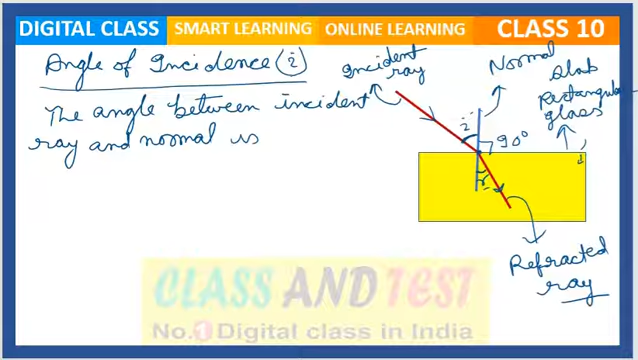 DIGITAL CLASS
SMART LEARNING
ONLINE LEARNING
CLASS 10
Angle of Incidence (i)
The angle between incident
ray and normal is
Incident
ray
Normal
Slab
Rectangular
glass
i
90°
r
Refracted
ray
CLASS AND TEST
No.1 Digital class in India